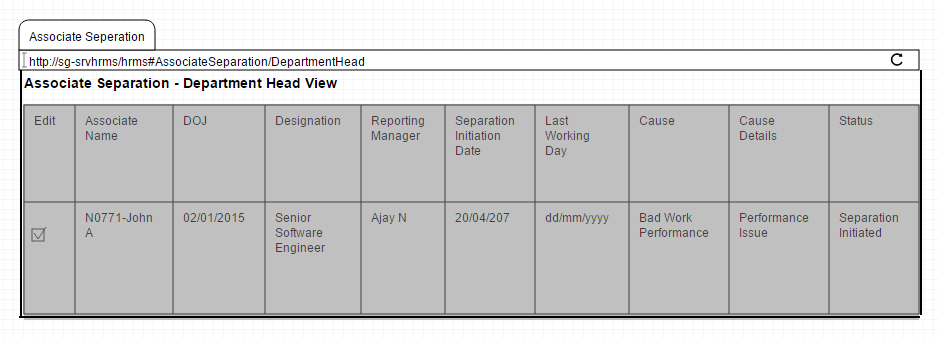 Associate Seperation
http://sg-srvhrms/hrms#AssociateSeparation/DepartmentHead
Associate Separation - Department Head View
Edit
Associate
Name
DOJ
Designation
Reporting
Manager
Separation
Initiation
Date
Last
Working
Day
Cause
Cause
Details
Status
N0771-John
A
02/01/2015
Senior
Software
Engineer
Ajay N
20/04/207
dd/mm/yyyy
Bad Work
Performance
Performance
Issue
Separation
Initiated